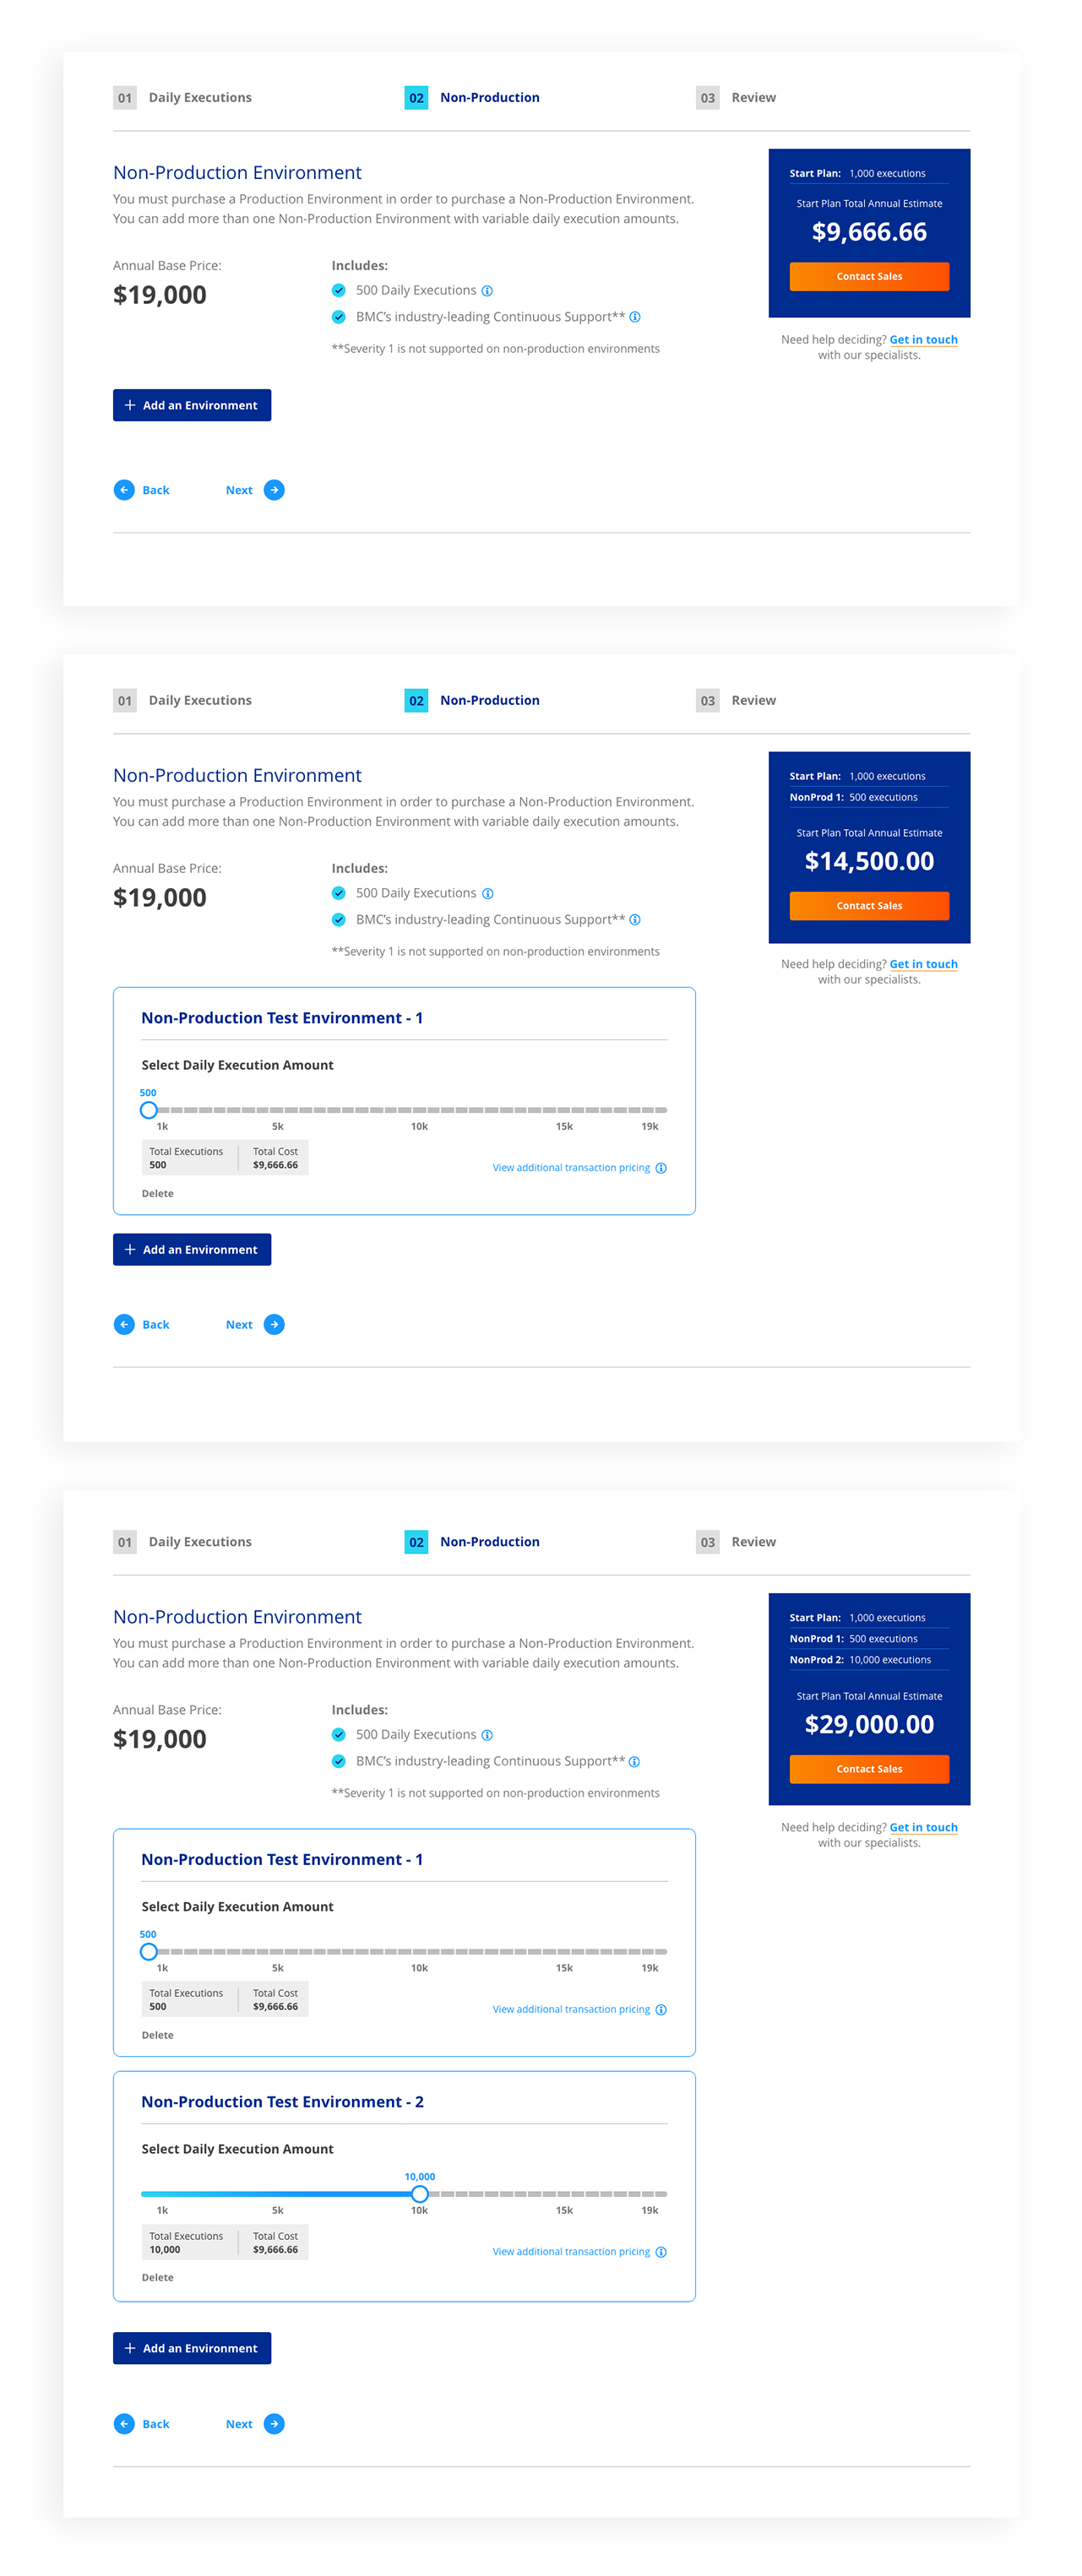 01 Daily Executions
02 Non-Production
03 Review
Non-Production Environment
You must purchase a Production Environment in order to purchase a Non-Production Environment.
You can add more than one Non-Production Environment with variable daily execution amounts.
Annual Base Price:
$19,000
Includes:
500 Daily Executions
BMC’s industry-leading Continuous Support**
**Severity 1 is not supported on non-production environments
Start Plan: 1,000 executions
Start Plan Total Annual Estimate
$9,666.66
Contact Sales
Need help deciding? Get in touch
with our specialists.
+ Add an Environment
Back
Next
01 Daily Executions
02 Non-Production
03 Review
Non-Production Environment
You must purchase a Production Environment in order to purchase a Non-Production Environment.
You can add more than one Non-Production Environment with variable daily execution amounts.
Annual Base Price:
$19,000
Includes:
500 Daily Executions
BMC’s industry-leading Continuous Support**
**Severity 1 is not supported on non-production environments
Start Plan: 1,000 executions
NonProd 1: 500 executions
Start Plan Total Annual Estimate
$14,500.00
Contact Sales
Need help deciding? Get in touch
with our specialists.
Non-Production Test Environment - 1
Select Daily Execution Amount
500
1k 5k 10k 15k 19k
Total Executions
500
Total Cost
$9,666.66
View additional transaction pricing
Delete
+ Add an Environment
Back
Next
01 Daily Executions
02 Non-Production
03 Review
Non-Production Environment
You must purchase a Production Environment in order to purchase a Non-Production Environment.
You can add more than one Non-Production Environment with variable daily execution amounts.
Annual Base Price:
$19,000
Includes:
500 Daily Executions
BMC’s industry-leading Continuous Support**
**Severity 1 is not supported on non-production environments
Start Plan: 1,000 executions
NonProd 1: 500 executions
NonProd 2: 10,000 executions
Start Plan Total Annual Estimate
$29,000.00
Contact Sales
Need help deciding? Get in touch
with our specialists.
Non-Production Test Environment - 1
Select Daily Execution Amount
500
1k 5k 10k 15k 19k
Total Executions
500
Total Cost
$9,666.66
View additional transaction pricing
Delete
Non-Production Test Environment - 2
Select Daily Execution Amount
10,000
1k 5k 10k 15k 19k
Total Executions
10,000
Total Cost
$9,666.66
View additional transaction pricing
Delete
+ Add an Environment
Back
Next